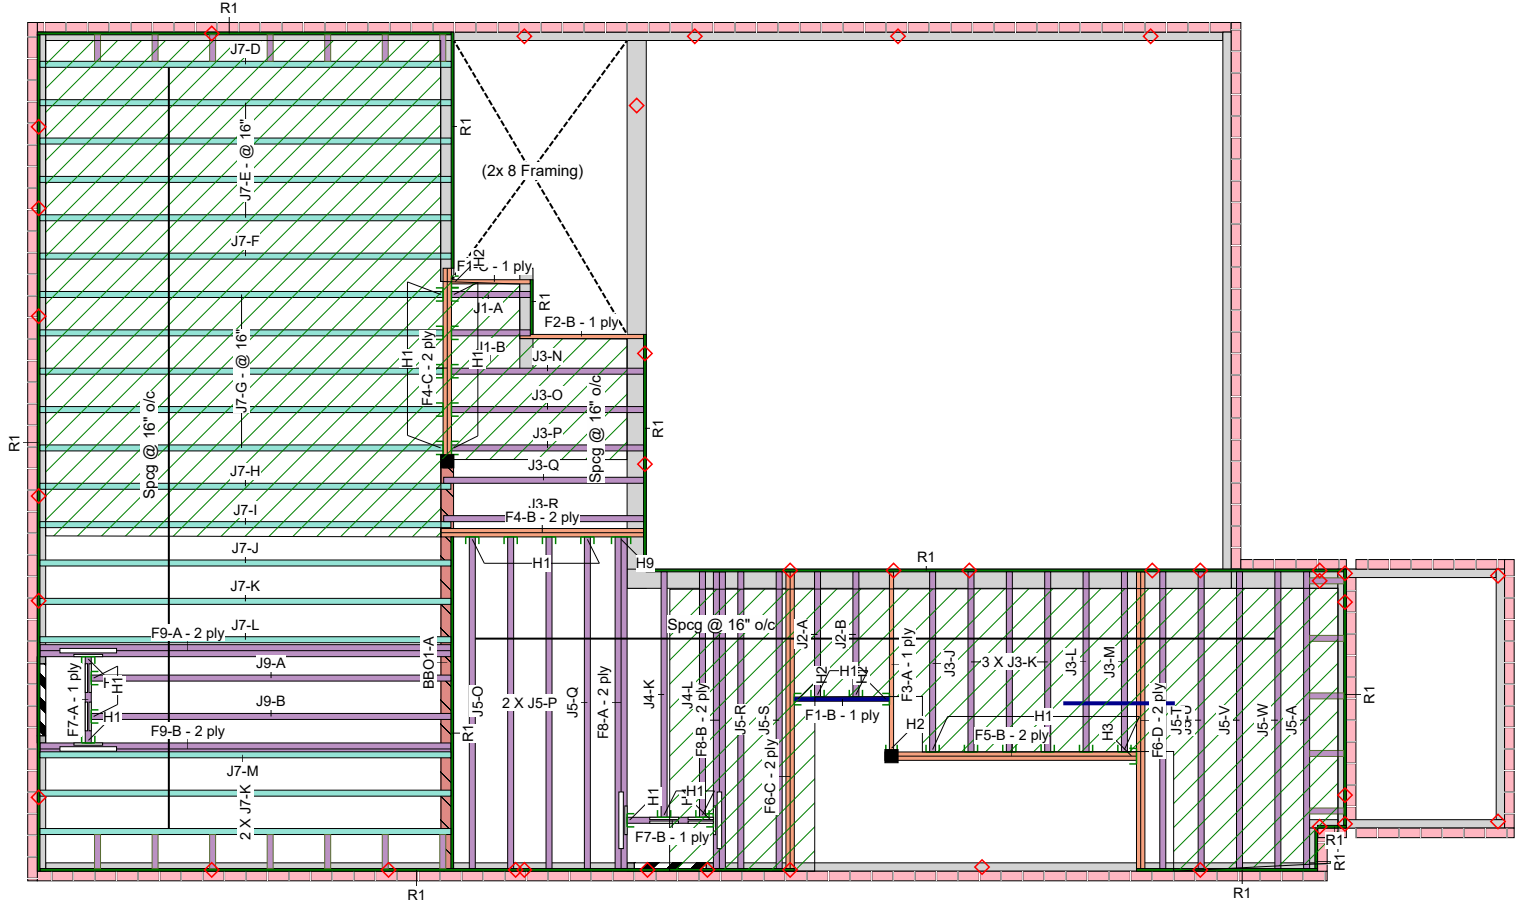 R1
J7-D
J7-E - @ 16"
R1
(2x 8 Framing)
J7-F
H2
F1-C - 1 ply
J1-A
R1
F2-B - 1 ply
J1-B
J3-N
H1
F4-C - 2 ply
H1
J7-G - @ 16"
J3-O
Spcg @ 16" o/c
Spcg @ 16" o/c
R1
R1
J3-P
J3-Q
J7-H
J7-I
J3-R
F4-B - 2 ply
J7-J
H1
H9
R1
J7-K
J7-L
F9-A - 2 ply
Spcg @ 16" o/c
J9-A
BBO1-A
H1
J9-B
H1
F7-A - 1 ply
F9-B - 2 ply
J7-M
2 X J7-K
R1
J5-O
2 X J5-P
J5-Q
F8-A - 2 ply
J4-K
J4-L
F8-B - 2 ply
J5-R
J5-S
F6-C - 2 ply
J2-A
J2-B
H2
H1
F1-B - 1 ply
F3-A - 1 ply
J3-J
3 X J3-K
J3-L
J3-M
H2
H1
F5-B - 2 ply
H3
F6-D - 2 ply
J5-T
J5-U
J5-V
J5-W
J5-A
R1
H1
H1
F7-B - 1 ply
R1
R1
R1
R1